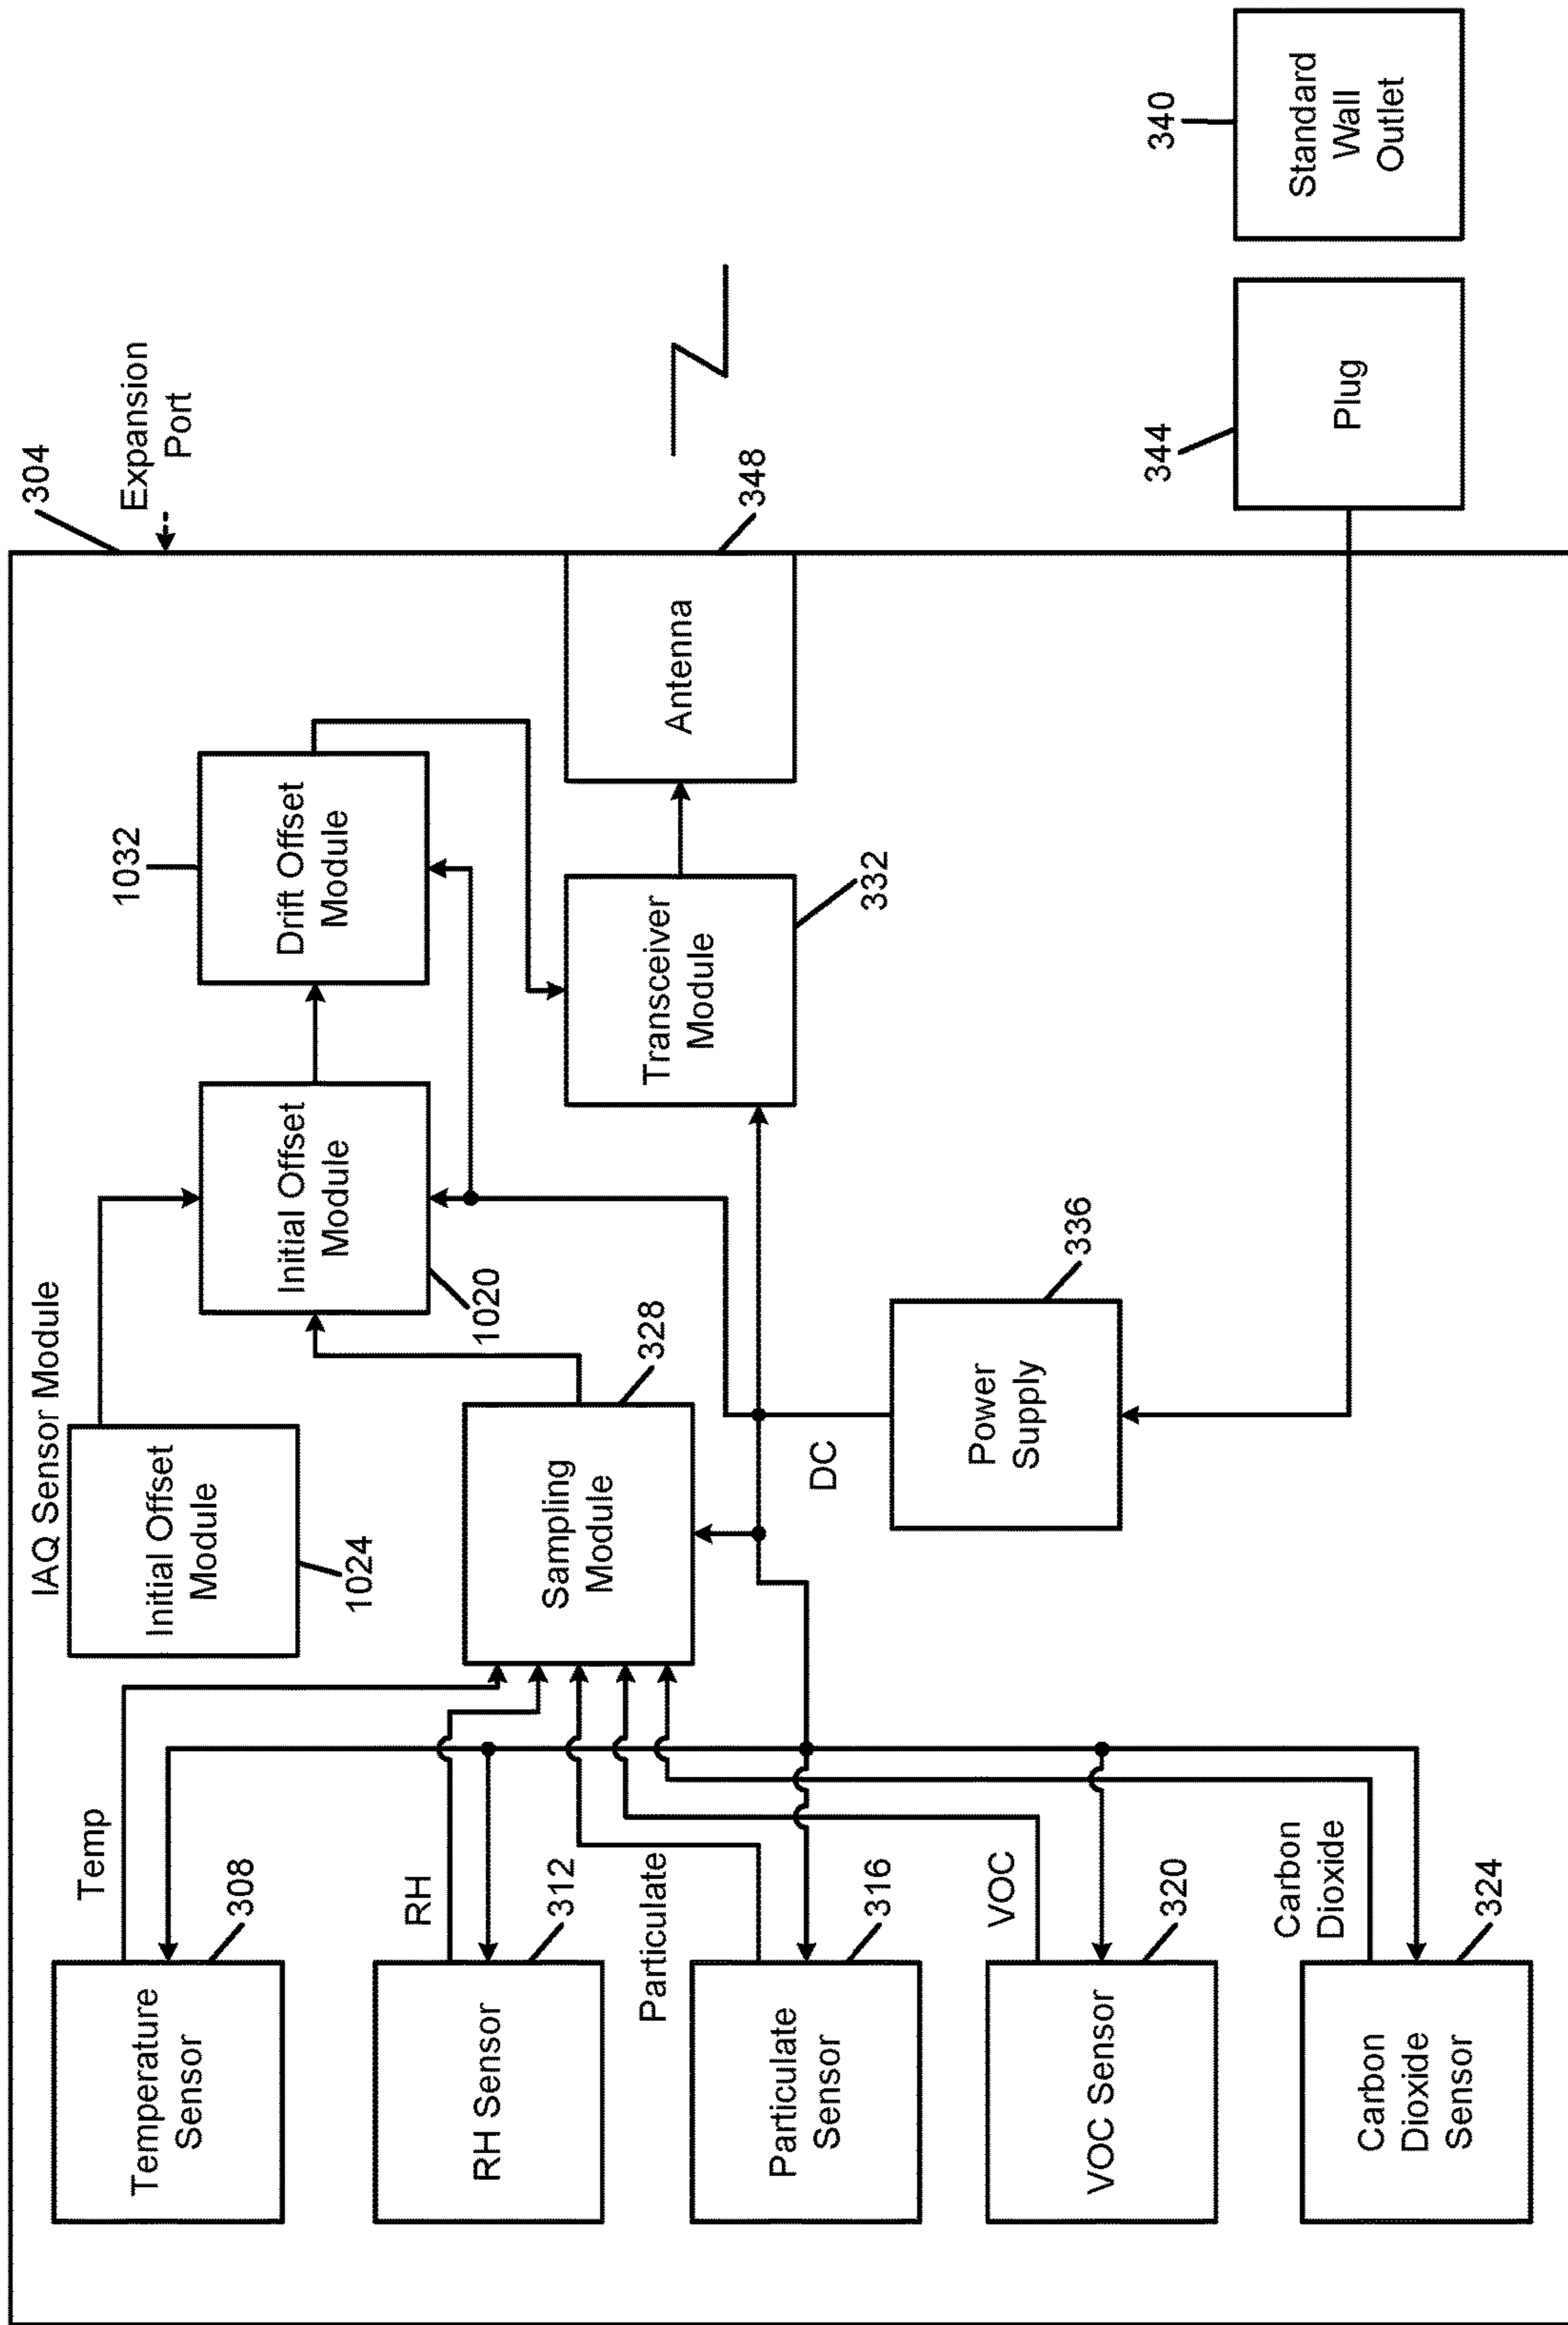 304
Expansion
Port
IAQ Sensor Module
Initial Offset
Module
1024
Initial Offset
Module
1020
Drift Offset
Module
1032
Temp
Temperature
Sensor
308
RH
RH Sensor
312
Particulate
Particulate
Sensor
316
VOC
VOC Sensor
320
Carbon
Dioxide
Carbon
Dioxide
Sensor
324
Sampling
Module
328
Transceiver
Module
332
Antenna
348
DC
Power
Supply
336
Plug
344
Standard
Wall
Outlet
340